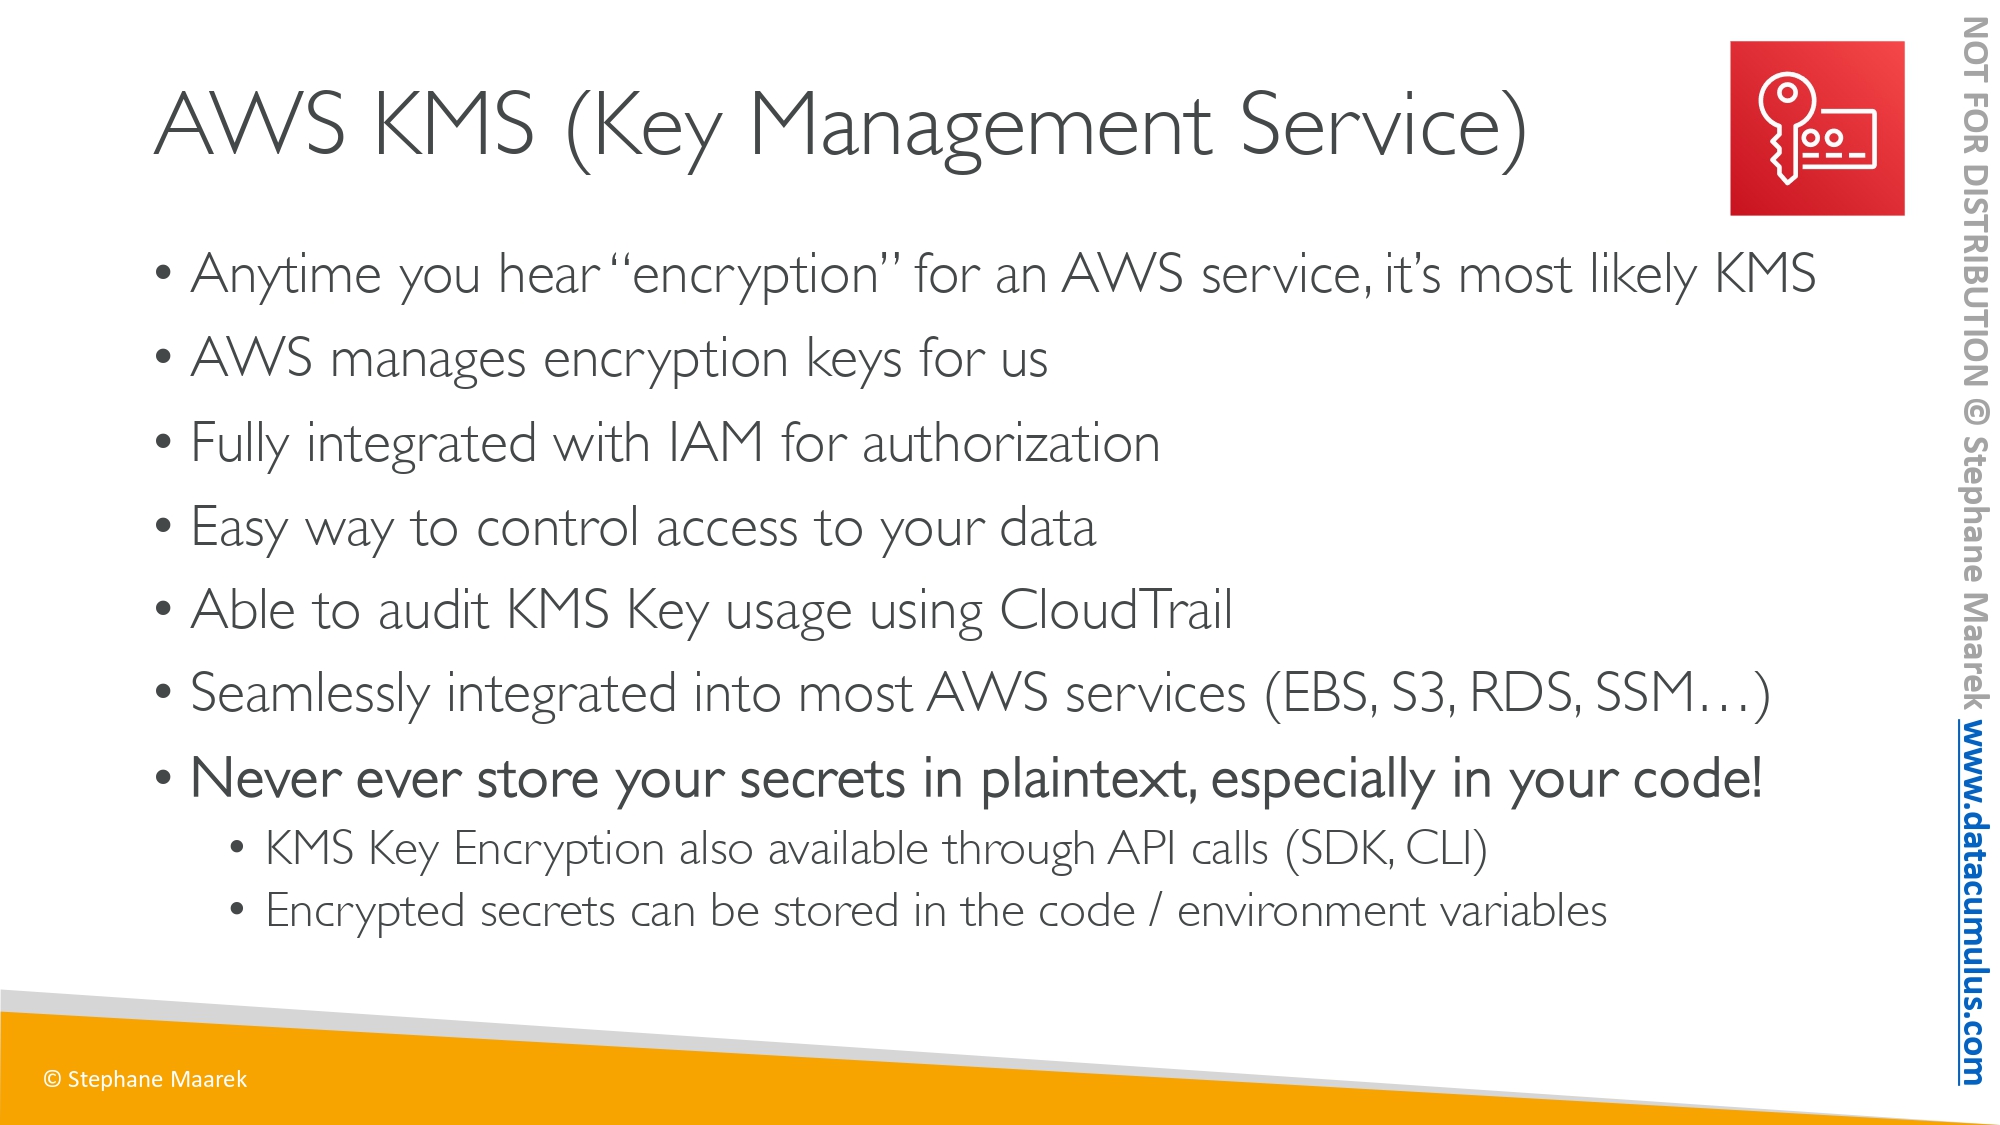 AWS KMS (Key Management Service)
• Anytime you hear “encryption” for an AWS service, it’s most likely KMS
• AWS manages encryption keys for us
• Fully integrated with IAM for authorization
• Easy way to control access to your data
• Able to audit KMS Key usage using CloudTrail
• Seamlessly integrated into most AWS services (EBS, S3, RDS, SSM…)
• Never ever store your secrets in plaintext, especially in your code!
• KMS Key Encryption also available through API calls (SDK, CLI)
• Encrypted secrets can be stored in the code / environment variables
© Stephane Maarek
NOT FOR DISTRIBUTION © Stephane Maarek www.datacumulus.com